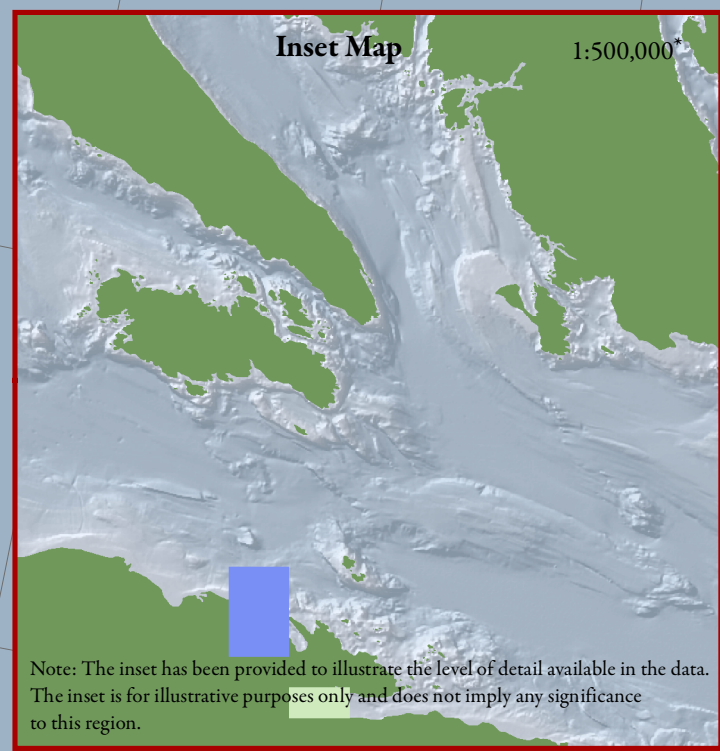 Inset Map
1:500,000*
Note: The inset has been provided to illustrate the level of detail available in the data.
The inset is for illustrative purposes only and does not imply any significance
to this region.